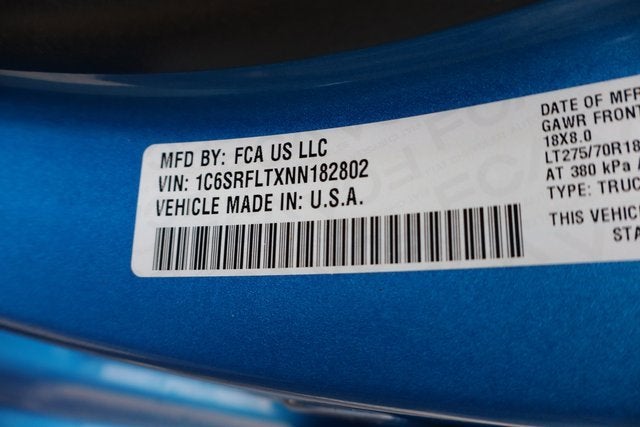 MFD BY: FCA US LLC
VIN: 1C6SRFLTXNN182802
VEHICLE MADE IN: U.S.A.
DATE OF MFR
GAWR FRONT
18X8.0
LT275/70R18
AT 380 kPa
TYPE: TRUC
THIS VEHIC
STA